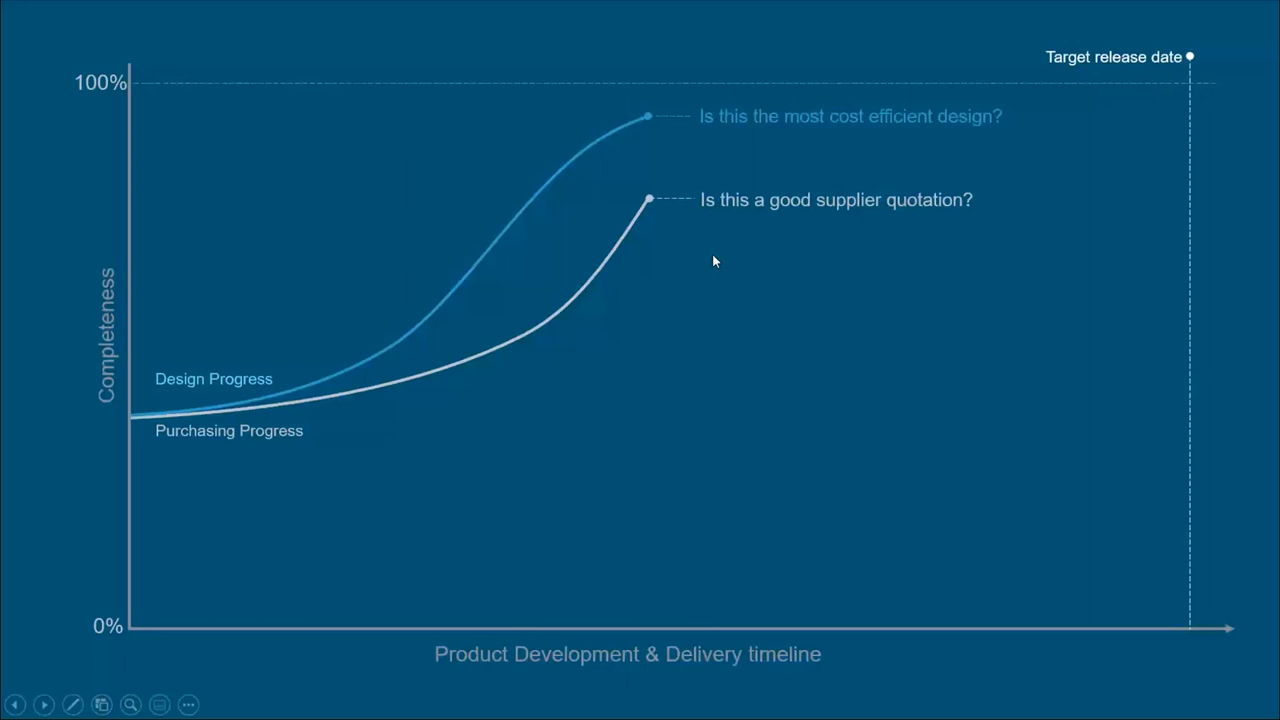 Target release date
100%
Is this the most cost efficient design?
Is this a good supplier quotation?
Completeness
Design Progress
Purchasing Progress
0%
Product Development & Delivery timeline